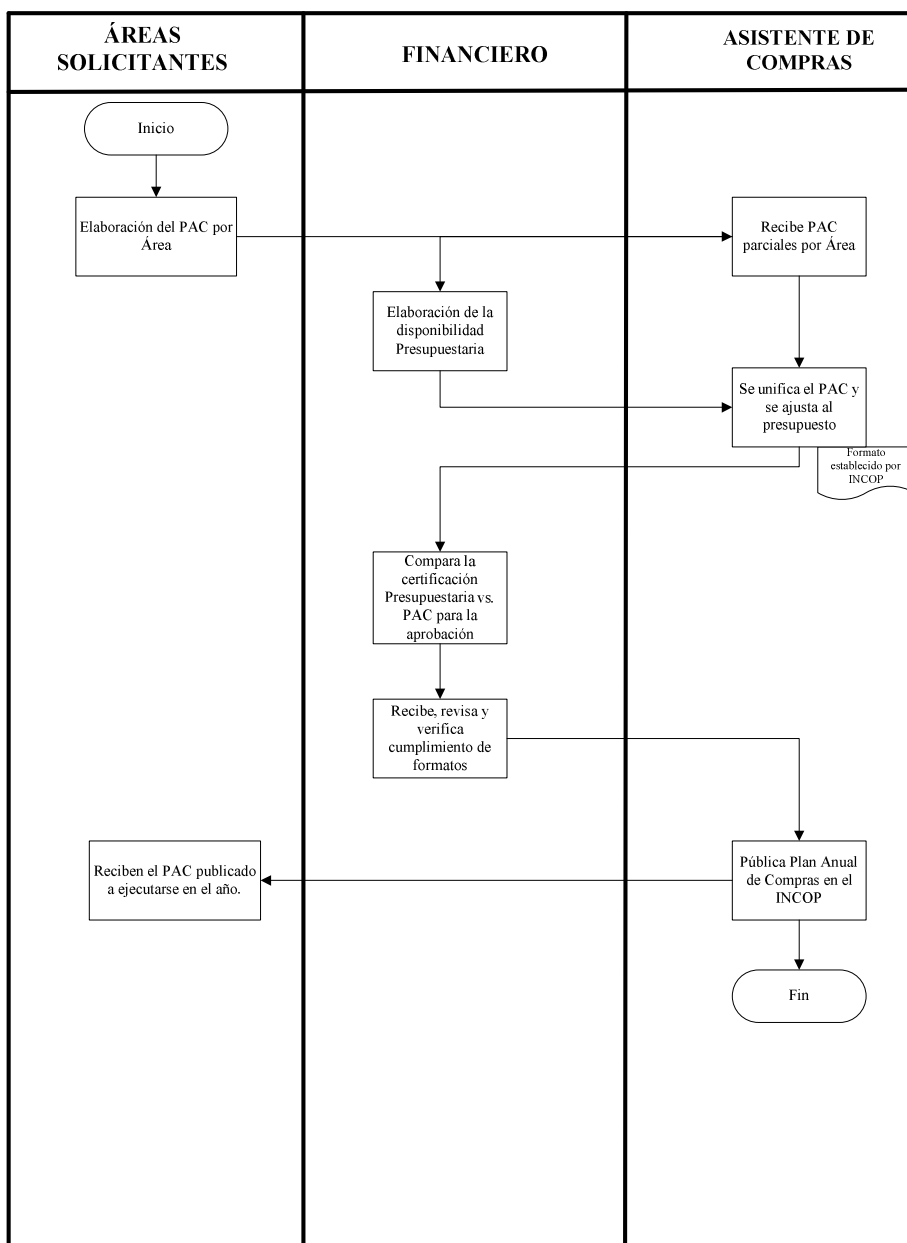 ÁREAS
SOLICITANTES
FINANCIERO
ASISTENTE DE
COMPRAS
Inicio
Elaboración del PAC por
Área
Recibe PAC
parciales por Área
Elaboración de la
disponibilidad
Presupuestaria
Se unifica el PAC y
se ajusta al
presupuesto
Formato
establecido por
INCOP
Compara la
certificación
Presupuestaria vs.
PAC para la
aprobación
Recibe, revisa y
verifica
cumplimiento de
formatos
Reciben el PAC publicado
a ejecutarse en el año.
Pública Plan Anual
de Compras en el
INCOP
Fin